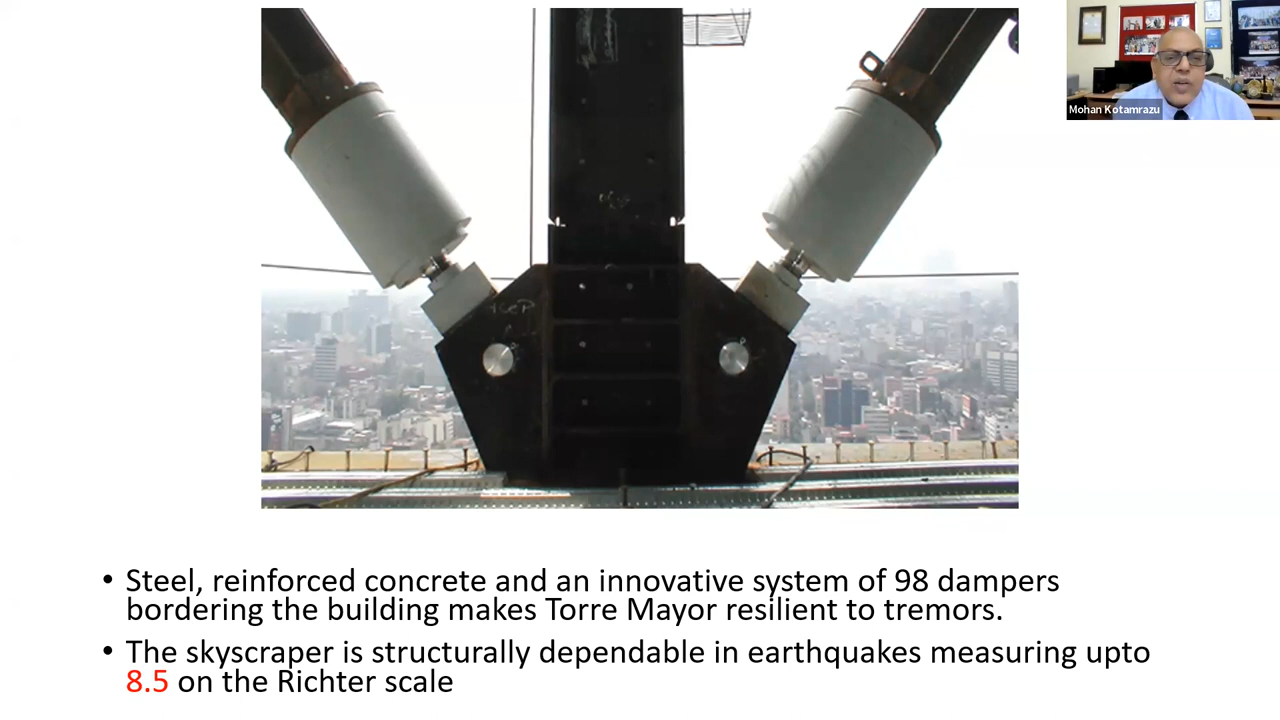 Mohan Kotamrazu
• Steel, reinforced concrete and an innovative system of 98 dampers
bordering the building makes Torre Mayor resilient to tremors.
• The skyscraper is structurally dependable in earthquakes measuring upto
8.5 on the Richter scale